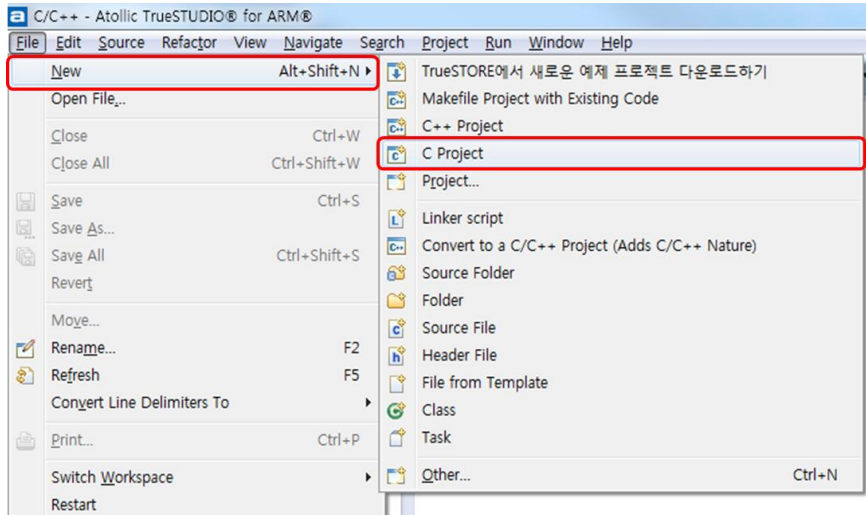 C/C++ - Atollic TrueSTUDIO® for ARM®
File Edit Source Refactor View Navigate Search Project Run Window Help
New Alt+Shift+N
Open File...
Close Ctrl+W
Close All Ctrl+Shift+W
Save Ctrl+S
Save As...
Save All Ctrl+Shift+S
Revert
Move...
Rename... F2
Refresh F5
Convert Line Delimiters To
Print... Ctrl+P
Switch Workspace
Restart
TrueSTORE에서 새로운 예제 프로젝트 다운로드하기
Makefile Project with Existing Code
C++ Project
C Project
Project...
Linker script
Convert to a C/C++ Project (Adds C/C++ Nature)
Source Folder
Folder
Source File
Header File
File from Template
Class
Task
Other... Ctrl+N